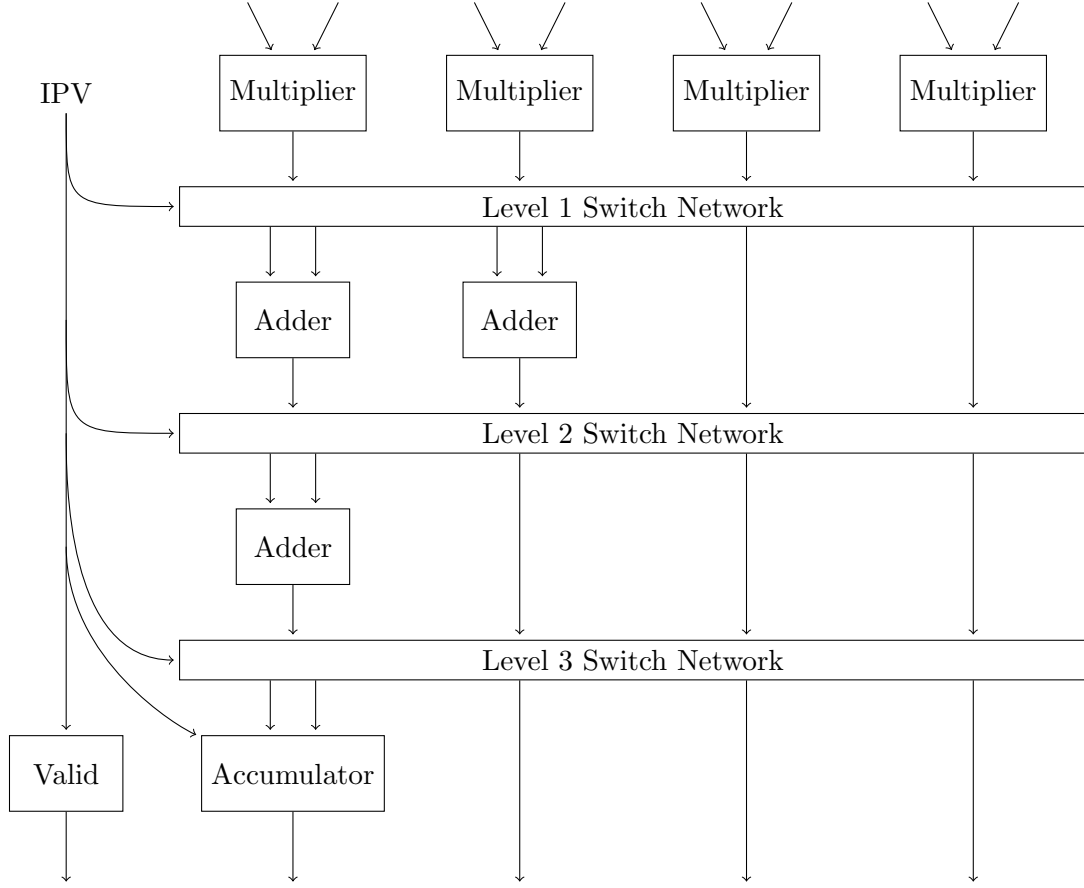 Multiplier Multiplier Multiplier Multiplier
IPV
Level 1 Switch Network
Adder Adder
Level 2 Switch Network
Adder
Level 3 Switch Network
Valid Accumulator